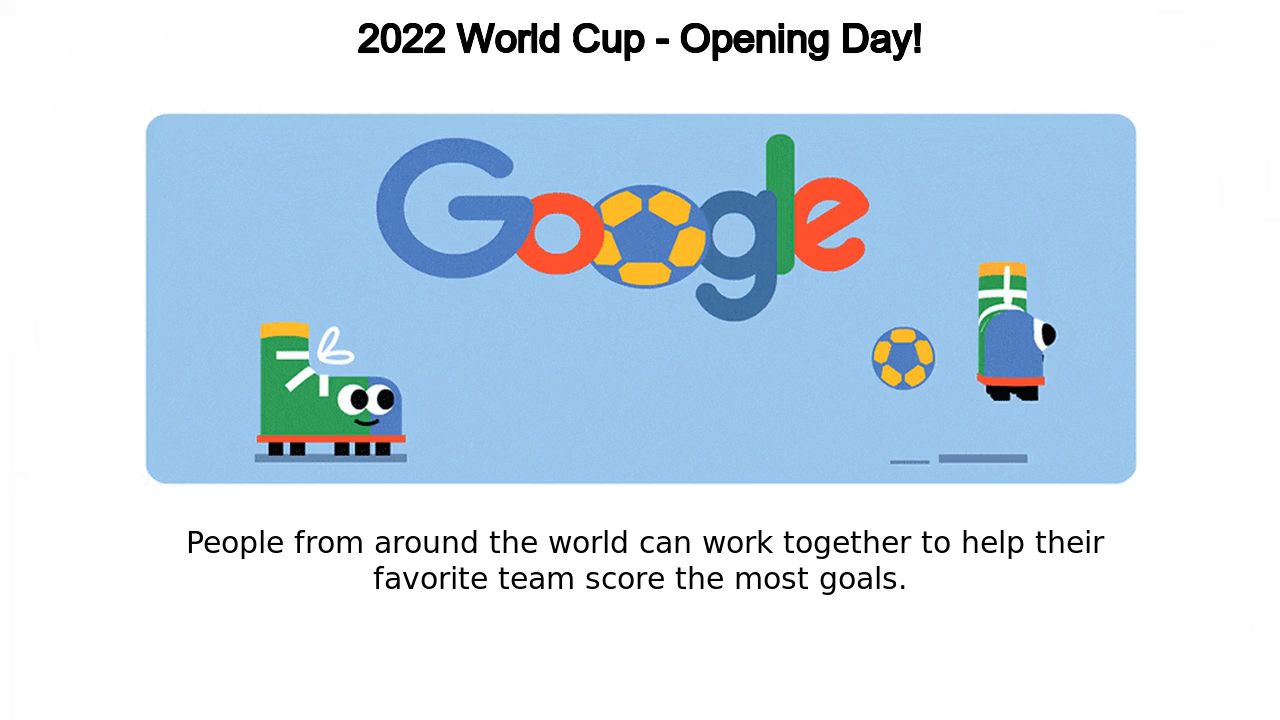 2022 World Cup - Opening Day!
Google
People from around the world can work together to help their
favorite team score the most goals.